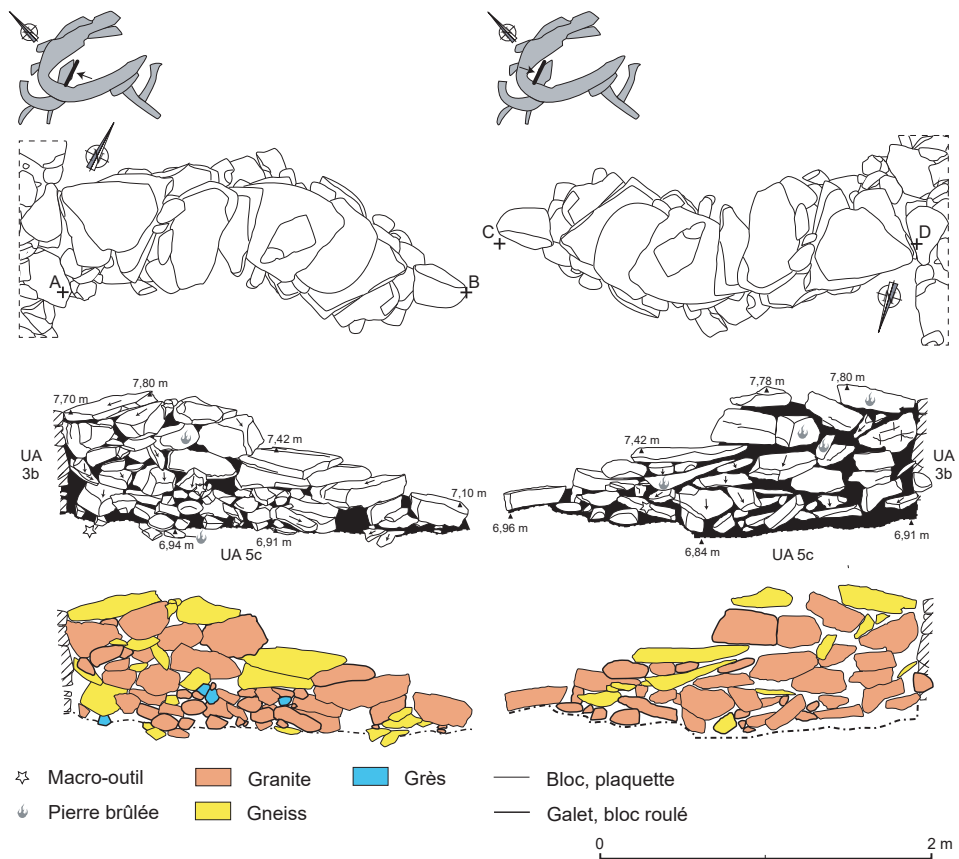 A
B
C
D
7,80 m
7,70 m
7,42 m
7,10 m
UA
3b
6,94 m
6,91 m
UA 5c
7,78 m
7,80 m
7,42 m
UA
3b
6,96 m
6,91 m
6,84 m
UA 5c
Macro-outil
Granite
Grès
Bloc, plaquette
Pierre brûlée
Gneiss
Galet, bloc roulé
0
2 m